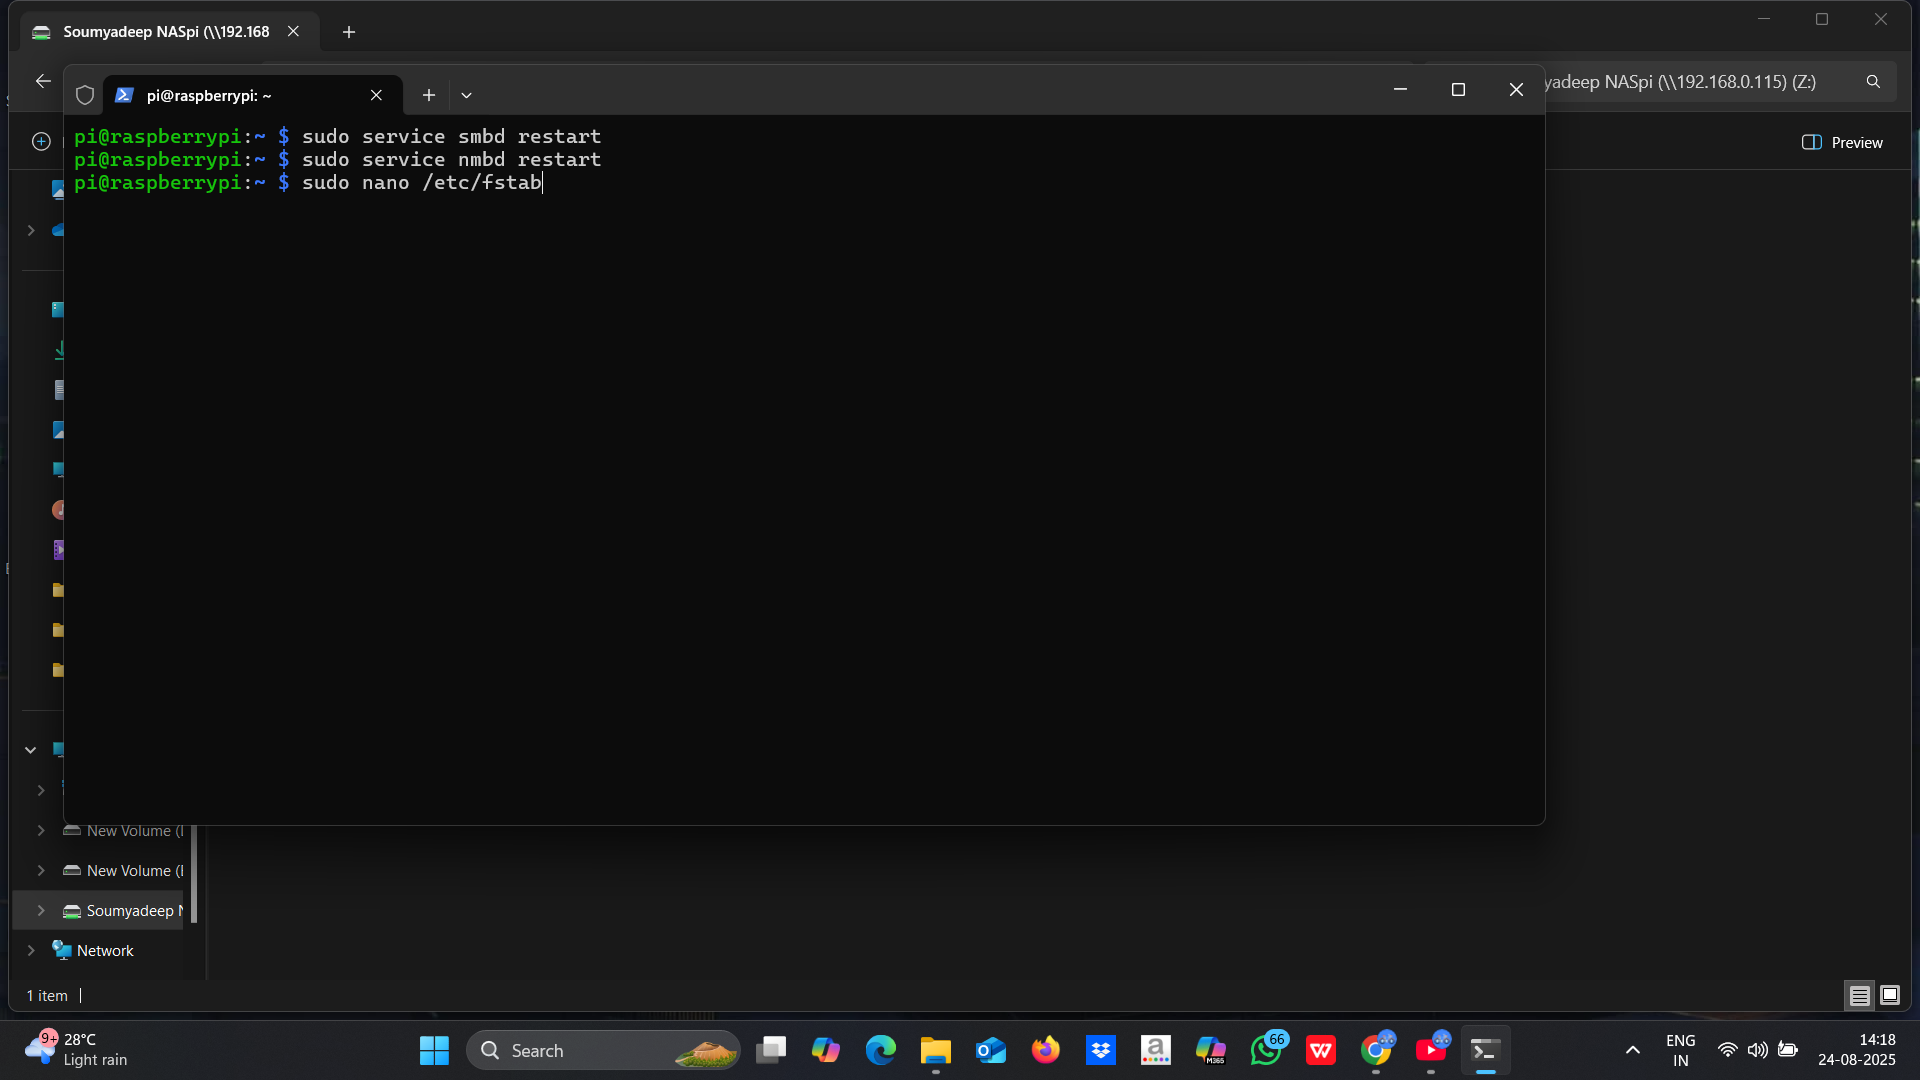 Soumyadeep NASpi (\\192.168
yadeep NASpi (\\192.168.0.115) (Z:)
pi@raspberrypi: ~
Preview
pi@raspberrypi:~ $ sudo service smbd restart
pi@raspberrypi:~ $ sudo service nmbd restart
pi@raspberrypi:~ $ sudo nano /etc/fstab
New Volume (
New Volume (
Soumyadeep
Network
1 item
9+
28°C
Light rain
Search
M365
66
ENG
IN
14:18
24-08-2025